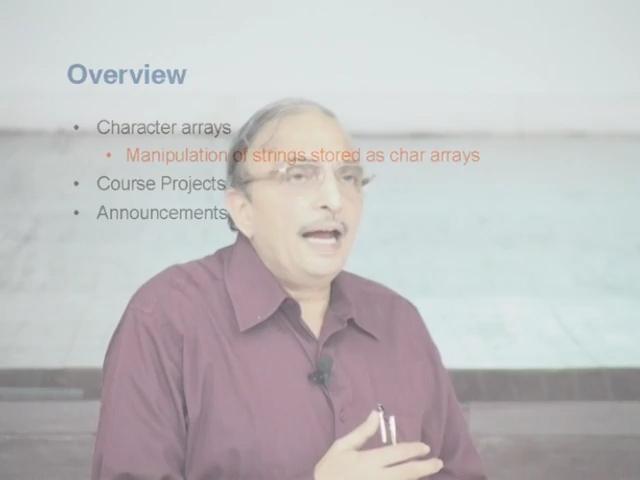 Overview
• Character arrays
• Manipulation of strings stored as char arrays
• Course Projects
• Announcements